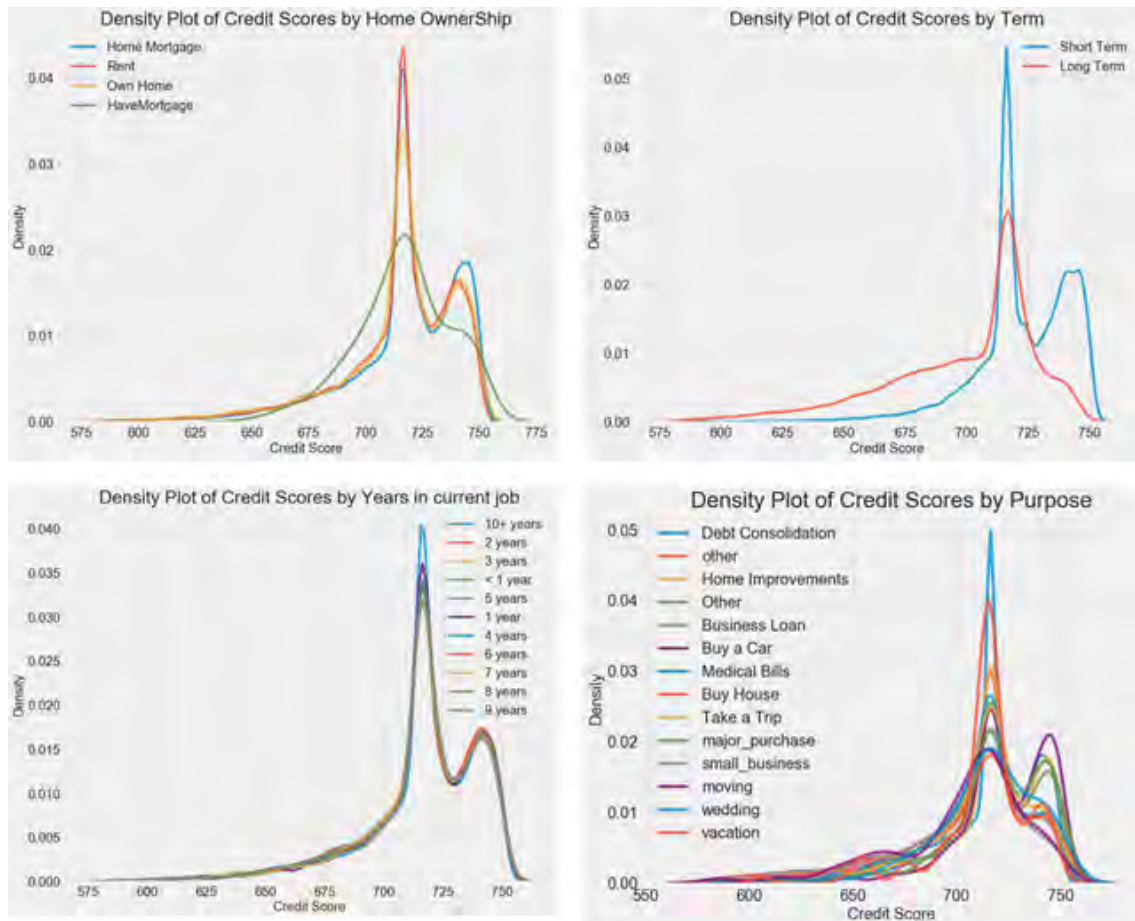 Density Plot of Credit Scores by Home OwnerShip
Home Mortgage
Rent
Own Home
HaveMortgage
0.04
0.03
0.02
0.01
0.00
Density
575 600 625 650 675 700 725 750 775
Credit Score
Density Plot of Credit Scores by Term
Short Term
Long Term
0.05
0.04
0.03
0.02
0.01
0.00
Density
575 600 625 650 675 700 725 750
Credit Score
Density Plot of Credit Scores by Years in current job
10+ years
2 years
3 years
< 1 year
5 years
1 year
4 years
6 years
7 years
8 years
9 years
0.040
0.035
0.030
0.025
0.020
0.015
0.010
0.005
0.000
Density
575 600 625 650 675 700 725 750
Credit Score
Density Plot of Credit Scores by Purpose
Debt Consolidation
other
Home Improvements
Other
Business Loan
Buy a Car
Medical Bills
Buy House
Take a Trip
major_purchase
small_business
moving
wedding
vacation
0.05
0.04
0.03
0.02
0.01
0.00
Density
550 600 650 700 750
Credit Score